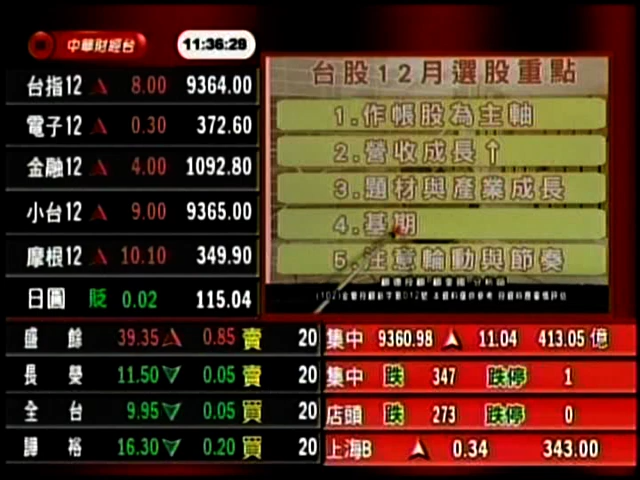 中華財經台 11:36:29
台指12 8.00 9364.00
電子12 0.30 372.60
金融12 4.00 1092.80
小台12 9.00 9365.00
摩根12 10.10 349.90
日圓 貶 0.02 115.04
台股12月選股重點
1.作帳股為主軸
2.營收成長↑
3.題材與產業成長
4.基期
5.注意輪動與節奏
盛餘 39.35 0.85 賣 20
長榮 11.50 0.05 賣 20
全台 9.95 0.05 買 20
譁裕 16.30 0.20 買 20
集中 9360.98 11.04 413.05億
集中 跌 347 跌停 1
店頭 跌 273 跌停 0
上海B 0.34 343.00